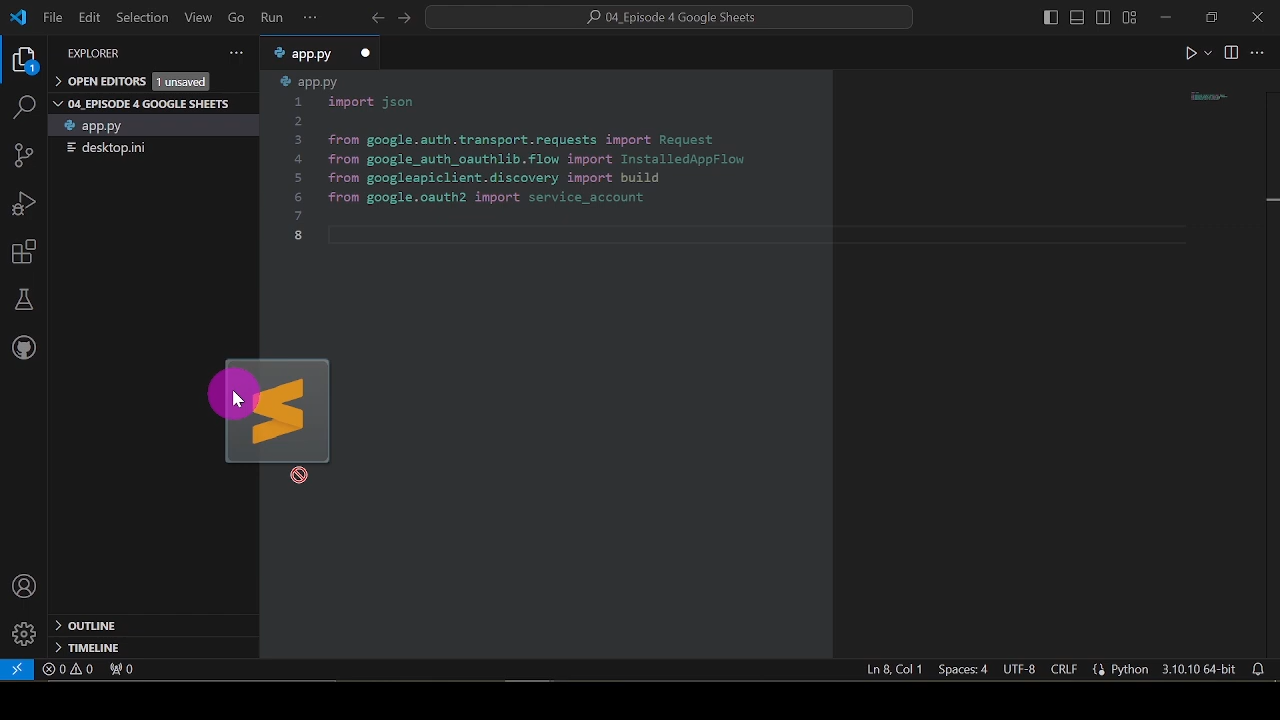 File Edit Selection View Go Run ··· 04_Episode 4 Google Sheets
EXPLORER ···
app.py
OPEN EDITORS 1 unsaved
04_EPISODE 4 GOOGLE SHEETS
app.py
desktop.ini
OUTLINE
TIMELINE
app.py
1 import json
2
3 from google.auth.transport.requests import Request
4 from google_auth_oauthlib.flow import InstalledAppFlow
5 from googleapiclient.discovery import build
6 from google.oauth2 import service_account
7
8
1
0 0 0 Ln 8, Col 1 Spaces: 4 UTF-8 CRLF Python 3.10.10 64-bit